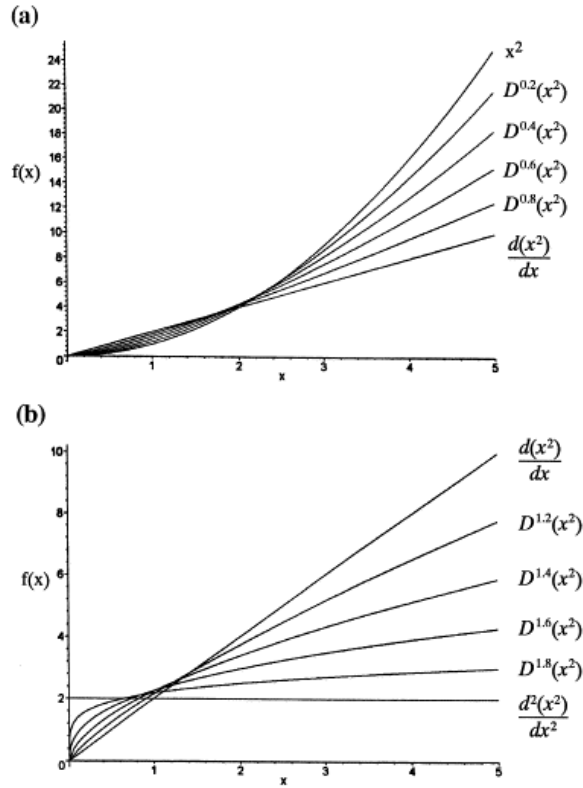 (a)
24
22
20
18
16
14
12
10
8
6
4
2
0
f(x)
1
2
3
4
5
x
x²
D^0.2(x²)
D^0.4(x²)
D^0.6(x²)
D^0.8(x²)
d(x²)
dx
(b)
10
8
6
4
2
0
f(x)
0
1
2
3
4
5
x
d(x²)
dx
D^1.2(x²)
D^1.4(x²)
D^1.6(x²)
D^1.8(x²)
d²(x²)
dx²